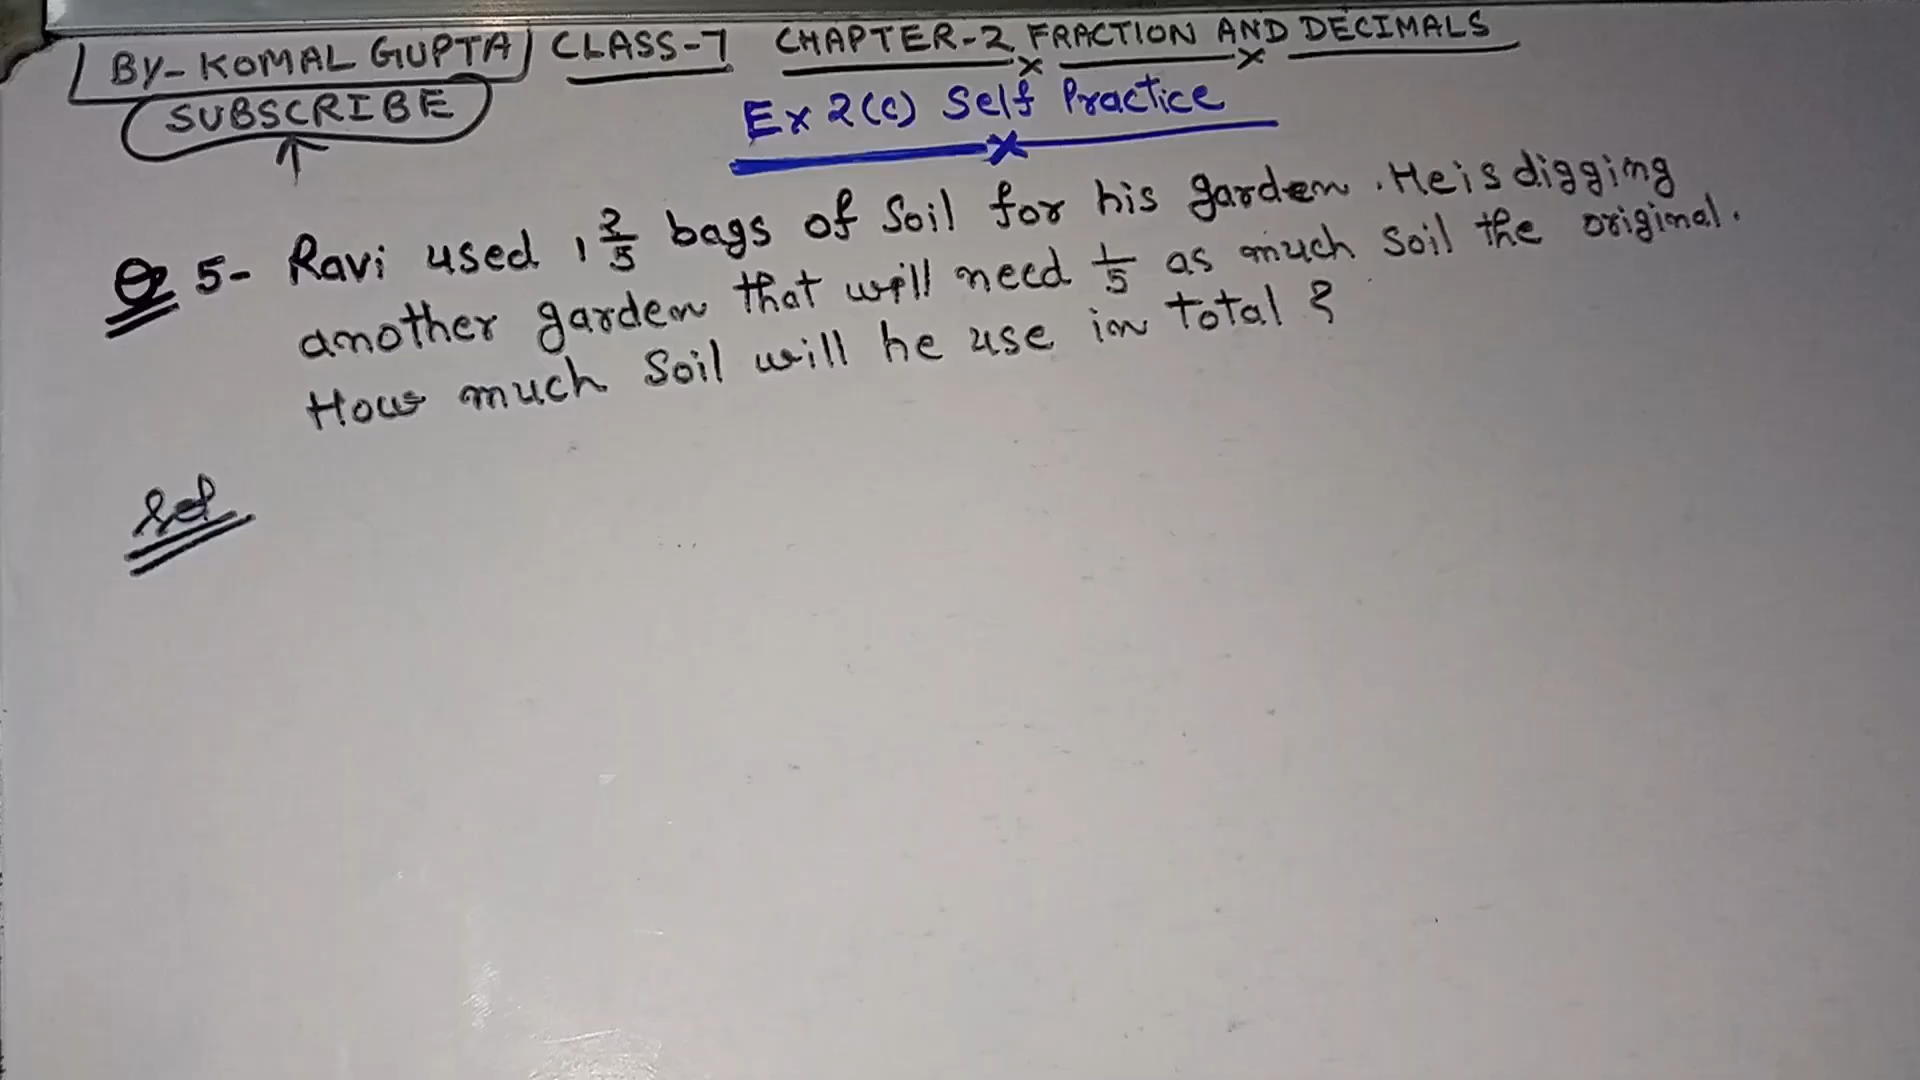 BY-KOMAL GUPTA CLASS-7 CHAPTER-2 FRACTION AND DECIMALS
SUBSCRIBE
Ex 2(C) Self Practice
Q 5- Ravi used 1 2/5 bags of Soil for his garden. He is digging
another garden that will need 1/5 as much soil the original.
How much Soil will he use in total?
Sol